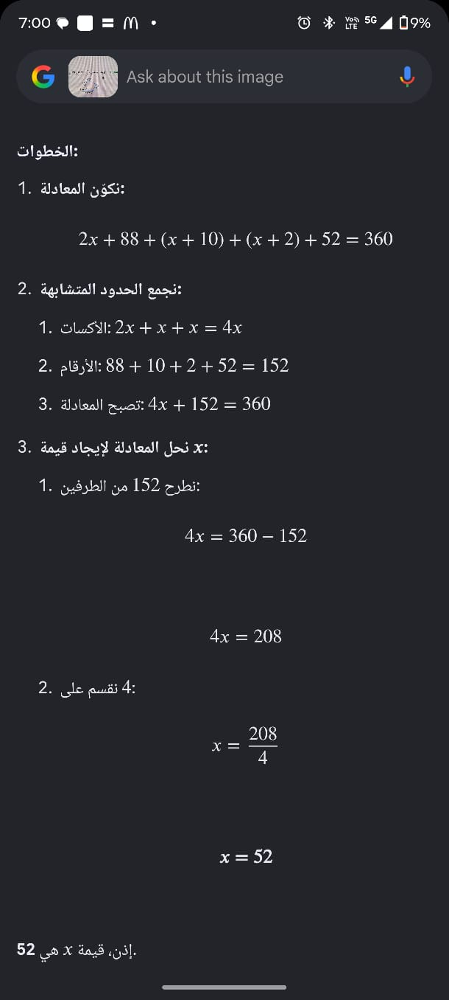 7:00
Vo) LTE 5G 9%
Ask about this image
الخطوات:
1. نكوّن المعادلة:
2x + 88 + (x + 10) + (x + 2) + 52 = 360
2. نجمع الحدود المتشابهة:
1. الأكسات: 2x + x + x = 4x
2. الأرقام: 88 + 10 + 2 + 52 = 152
3. تصبح المعادلة: 4x + 152 = 360
3. نحل المعادلة لإيجاد قيمة x:
1. نطرح 152 من الطرفين:
4x = 360 − 152
4x = 208
2. نقسم على 4:
x = 208/4
x = 52
إذن، قيمة x هي 52.